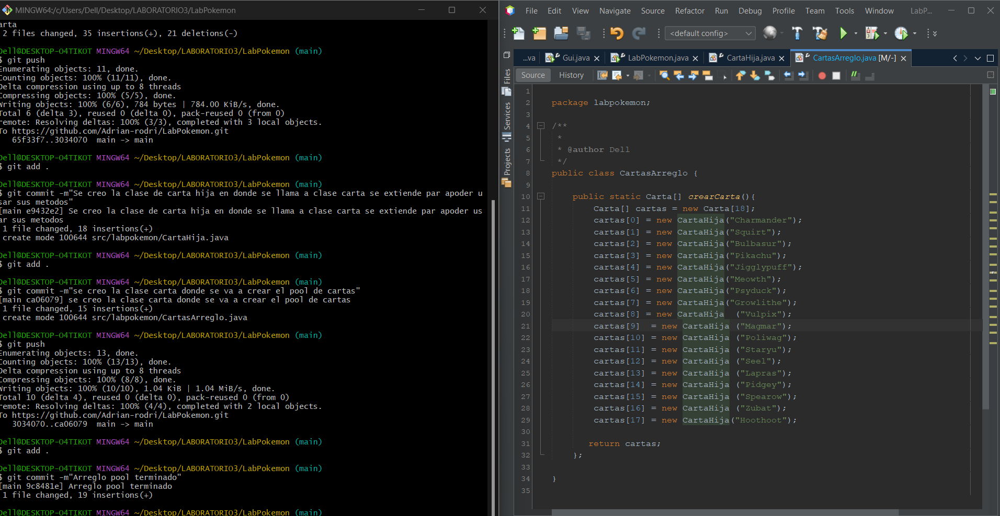 MINGW64:/c/Users/Dell/Desktop/LABORATORIO3/LabPokemon
arta
 2 files changed, 35 insertions(+), 21 deletions(-)
Dell@DESKTOP-O4TIKOT MINGW64 ~/Desktop/LABORATORIO3/LabPokemon (main)
$ git push
Enumerating objects: 11, done.
Counting objects: 100% (11/11), done.
Delta compression using up to 8 threads
Compressing objects: 100% (5/5), done.
Writing objects: 100% (6/6), 784 bytes | 784.00 KiB/s, done.
Total 6 (delta 3), reused 0 (delta 0), pack-reused 0 (from 0)
remote: Resolving deltas: 100% (3/3), completed with 3 local objects.
To https://github.com/Adrian-rodri/LabPokemon.git
   65f33f7..3034070  main -> main
Dell@DESKTOP-O4TIKOT MINGW64 ~/Desktop/LABORATORIO3/LabPokemon (main)
$ git add .
Dell@DESKTOP-O4TIKOT MINGW64 ~/Desktop/LABORATORIO3/LabPokemon (main)
$ git commit -m"Se creo la clase de carta hija en donde se llama a clase carta se extiende par apoder u
sar sus metodos"
[main e9432e2] Se creo la clase de carta hija en donde se llama a clase carta se extiende par apoder us
ar sus metodos
 1 file changed, 18 insertions(+)
 create mode 100644 src/labpokemon/CartaHija.java
Dell@DESKTOP-O4TIKOT MINGW64 ~/Desktop/LABORATORIO3/LabPokemon (main)
$ git add .
Dell@DESKTOP-O4TIKOT MINGW64 ~/Desktop/LABORATORIO3/LabPokemon (main)
$ git commit -m"se creo la clase carta donde se va a crear el pool de cartas"
[main ca06079] se creo la clase carta donde se va a crear el pool de cartas
 1 file changed, 15 insertions(+)
 create mode 100644 src/labpokemon/CartasArreglo.java
Dell@DESKTOP-O4TIKOT MINGW64 ~/Desktop/LABORATORIO3/LabPokemon (main)
$ git push
Enumerating objects: 13, done.
Counting objects: 100% (13/13), done.
Delta compression using up to 8 threads
Compressing objects: 100% (8/8), done.
Writing objects: 100% (10/10), 1.04 KiB | 1.04 MiB/s, done.
Total 10 (delta 4), reused 0 (delta 0), pack-reused 0 (from 0)
remote: Resolving deltas: 100% (4/4), completed with 2 local objects.
To https://github.com/Adrian-rodri/LabPokemon.git
   3034070..ca06079  main -> main
Dell@DESKTOP-O4TIKOT MINGW64 ~/Desktop/LABORATORIO3/LabPokemon (main)
$ git add .
Dell@DESKTOP-O4TIKOT MINGW64 ~/Desktop/LABORATORIO3/LabPokemon (main)
$ git commit -m"Arreglo pool terminado"
[main 9c8481e] Arreglo pool terminado
 1 file changed, 19 insertions(+)
Dell@DESKTOP-O4TIKOT MINGW64 ~/Desktop/LABORATORIO3/LabPokemon (main)
File Edit View Navigate Source Refactor Run Debug Profile Team Tools Window LabP...
<default config>
...va Gui.java LabPokemon.java CartaHija.java CartasArreglo.java [M/-]
Source History
Files
Services
Projects
1
2 package labpokemon;
3
4 /**
5  *
6  * @author Dell
7  */
8 public class CartasArreglo {
9
10     public static Carta[] crearCarta(){
11         Carta[] cartas = new Carta[18];
12         cartas[0] = new CartaHija("Charmander");
13         cartas[1] = new CartaHija("Squirt");
14         cartas[2] = new CartaHija("Bulbasur");
15         cartas[3] = new CartaHija("Pikachu");
16         cartas[4] = new CartaHija("Jigglypuff");
17         cartas[5] = new CartaHija("Meowth");
18         cartas[6] = new CartaHija("Psyduck");
19         cartas[7] = new CartaHija("Growlithe");
20         cartas[8] = new CartaHija  ("Vulpix");
21         cartas[9]  = new CartaHija ("Magmar");
22         cartas[10] = new CartaHija ("Poliwag");
23         cartas[11] = new CartaHija ("Staryu");
24         cartas[12] = new CartaHija ("Seel");
25         cartas[13] = new CartaHija ("Lapras");
26         cartas[14] = new CartaHija ("Pidgey");
27         cartas[15] = new CartaHija ("Spearow");
28         cartas[16] = new CartaHija ("Zubat");
29         cartas[17] = new CartaHija("Hoothoot");
30
31        return cartas;
32     };
33
34 }
35